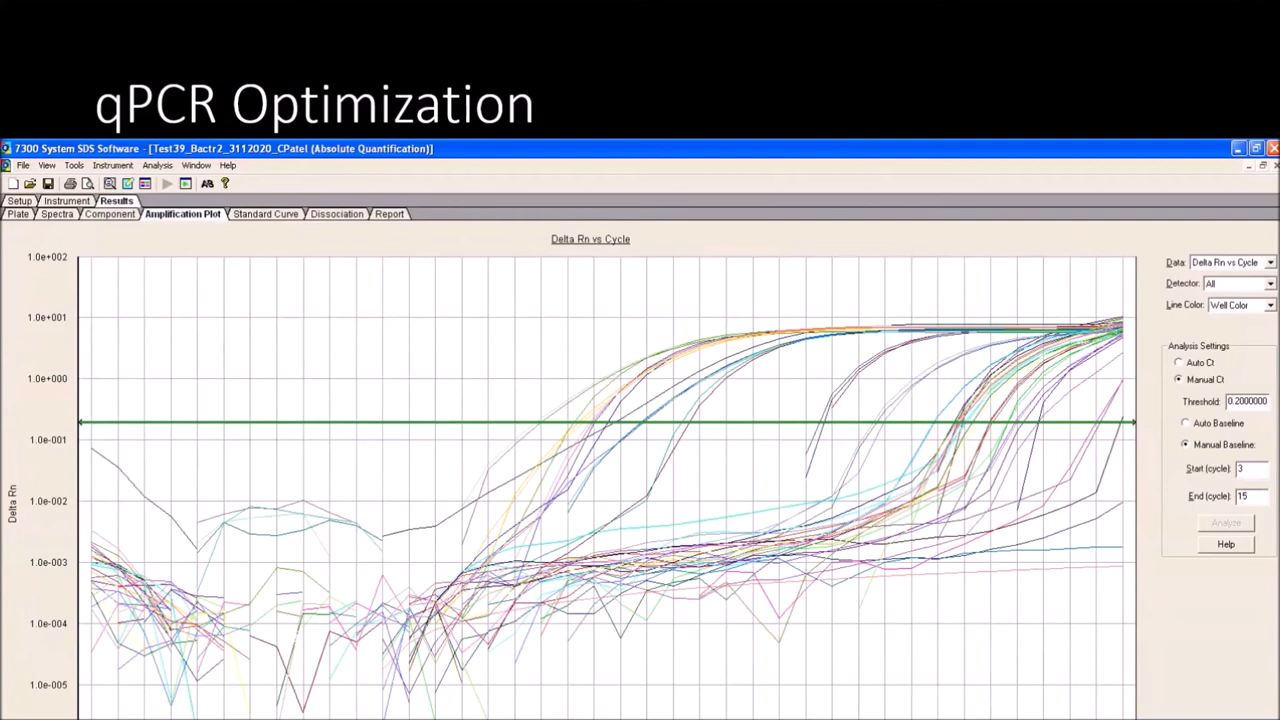 qPCR Optimization
7300 System SDS Software - [Test39_Bactr2_3112020_CPatel (Absolute Quantification)]
File View Tools Instrument Analysis Window Help
Setup Instrument Results
Plate Spectra Component Amplification Plot Standard Curve Dissociation Report
Delta Rn vs Cycle
1.0e+002
1.0e+001
1.0e+000
1.0e-001
1.0e-002
1.0e-003
1.0e-004
1.0e-005
Delta Rn
Data: Delta Rn vs Cycle
Detector: All
Line Color: Well Color
Analysis Settings
Auto Ct
Manual Ct
Threshold: 0.2000000
Auto Baseline
Manual Baseline:
Start (cycle): 3
End (cycle): 15
Analyze
Help